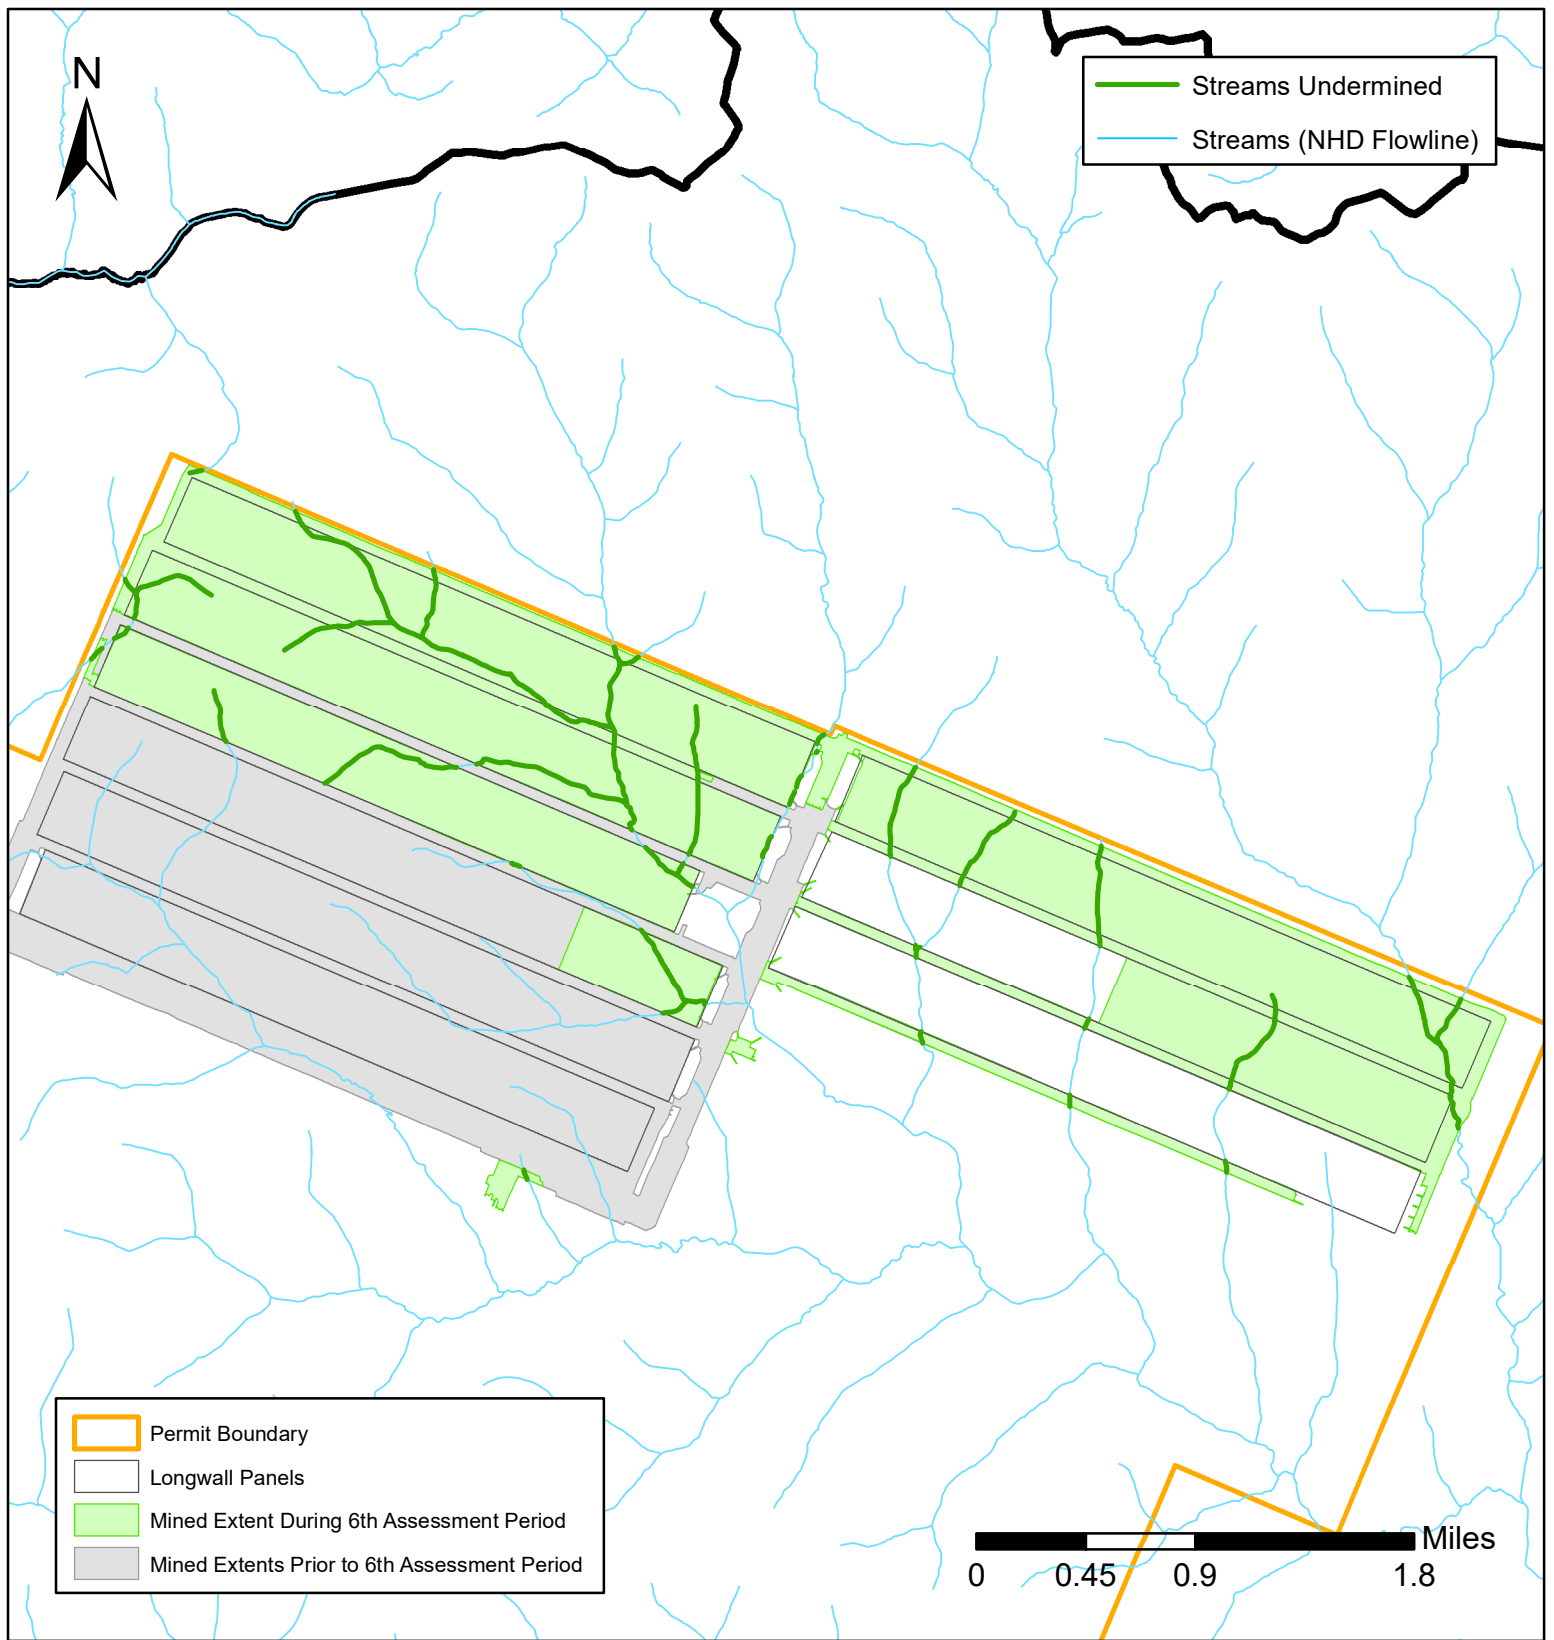 N
Streams Undermined
Streams (NHD Flowline)
Permit Boundary
Longwall Panels
Mined Extent During 6th Assessment Period
Mined Extents Prior to 6th Assessment Period
Miles
0 0.45 0.9 1.8